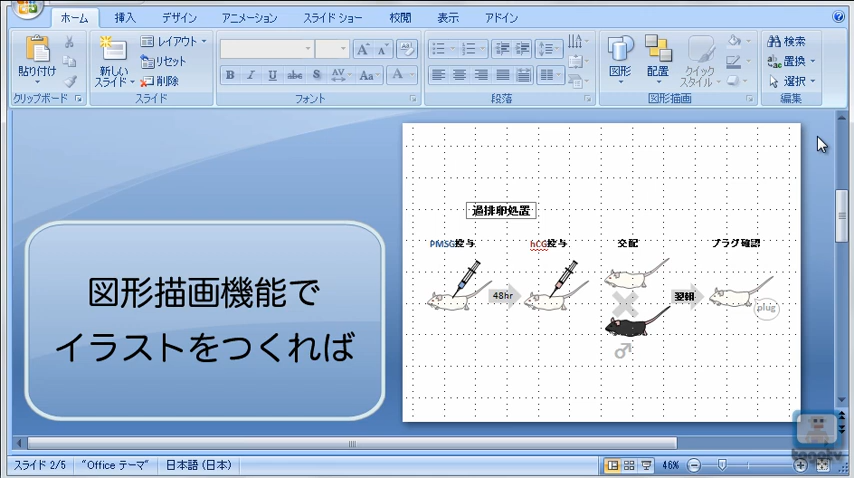 ホーム 挿入 デザイン アニメーション スライド ショー 校閲 表示 アドイン
貼り付け
クリップボード
新しい
スライド
レイアウト
リセット
削除
スライド
B I U abc S AV Aa A
フォント
段落
図形
配置
クイック
スタイル
図形描画
検索
置換
選択
編集
図形描画機能で
イラストをつくれば
過排卵処置
PMSG投与 hCG投与 交配 プラグ確認
48hr
翌朝
plug
♂
スライド 2/5 "Office テーマ" 日本語 (日本) 46%
togotv